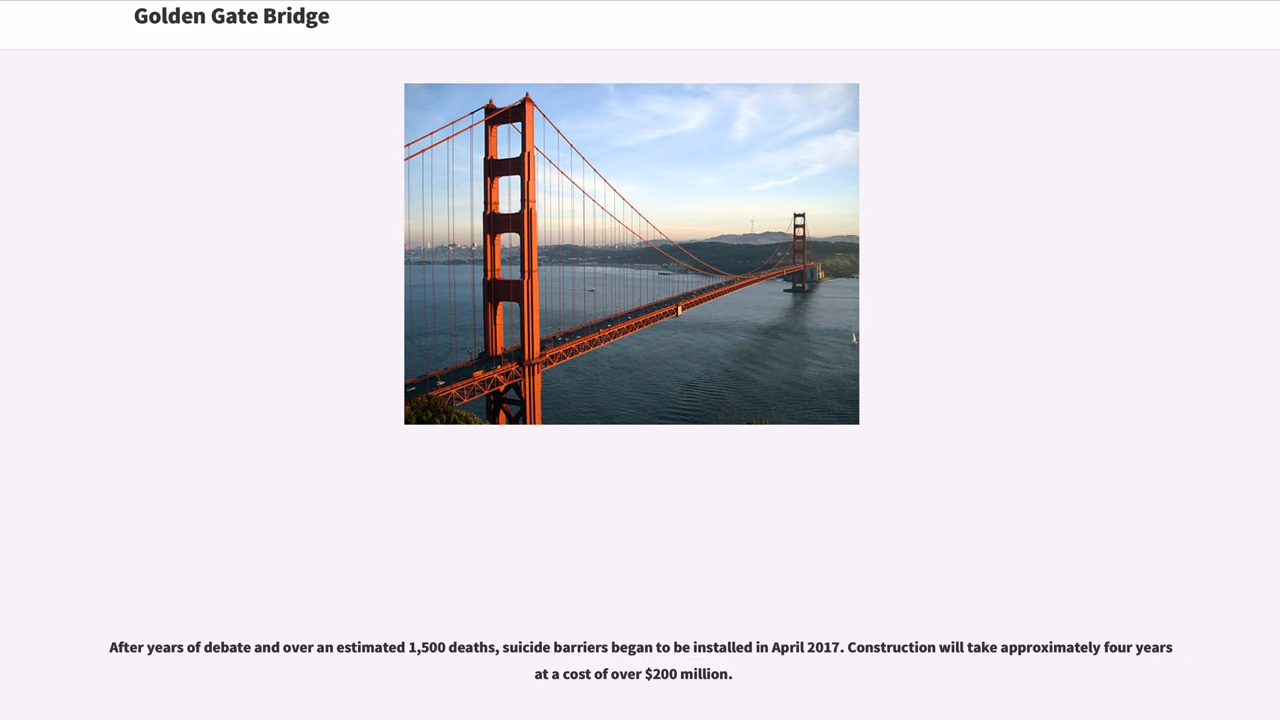 Golden Gate Bridge
After years of debate and over an estimated 1,500 deaths, suicide barriers began to be installed in April 2017. Construction will take approximately four years
at a cost of over $200 million.